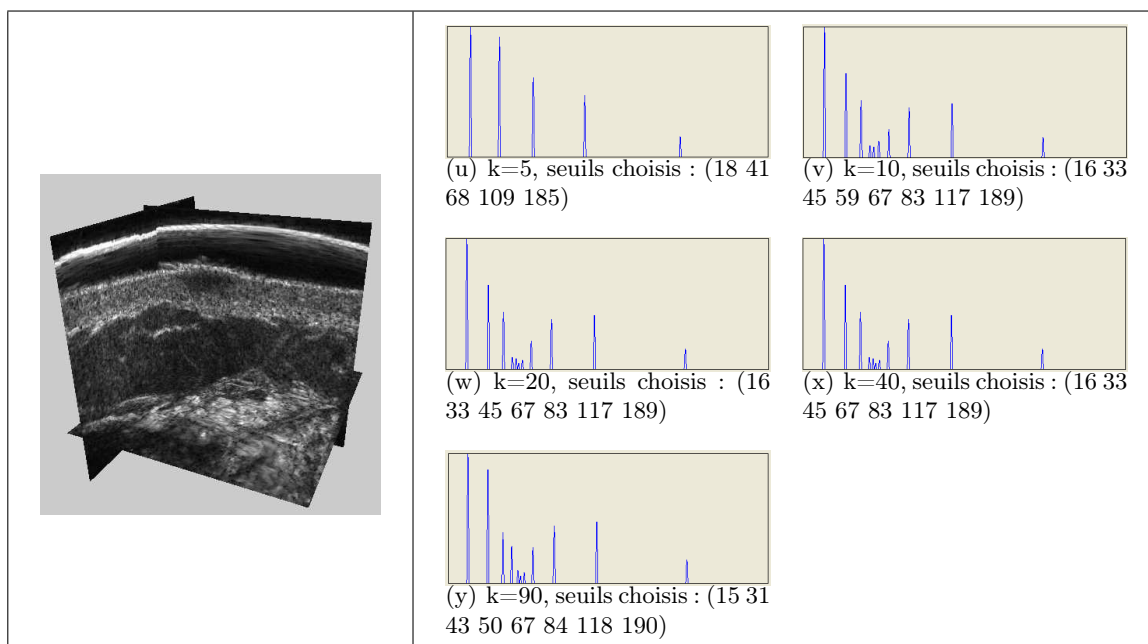 (u) k=5, seuils choisis : (18 41
68 109 185)
(v) k=10, seuils choisis : (16 33
45 59 67 83 117 189)
(w) k=20, seuils choisis : (16
33 45 67 83 117 189)
(x) k=40, seuils choisis : (16 33
45 67 83 117 189)
(y) k=90, seuils choisis : (15 31
43 50 67 84 118 190)